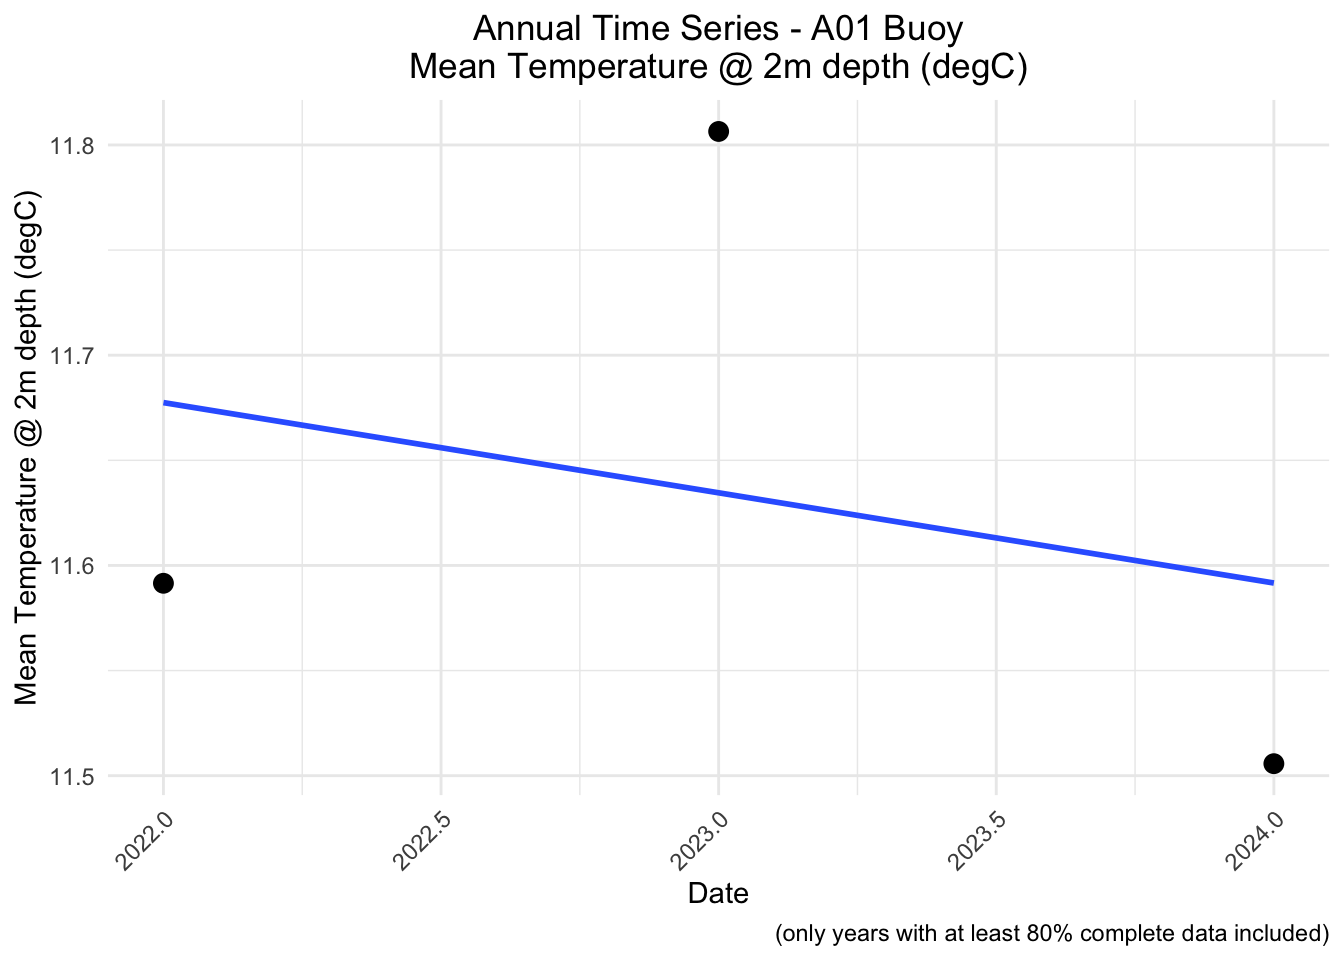 Annual Time Series - A01 Buoy
Mean Temperature @ 2m depth (degC)
Mean Temperature @ 2m depth (degC)
11.8
11.7
11.6
11.5
2022.0
2022.5
2023.0
2023.5
2024.0
Date
(only years with at least 80% complete data included)